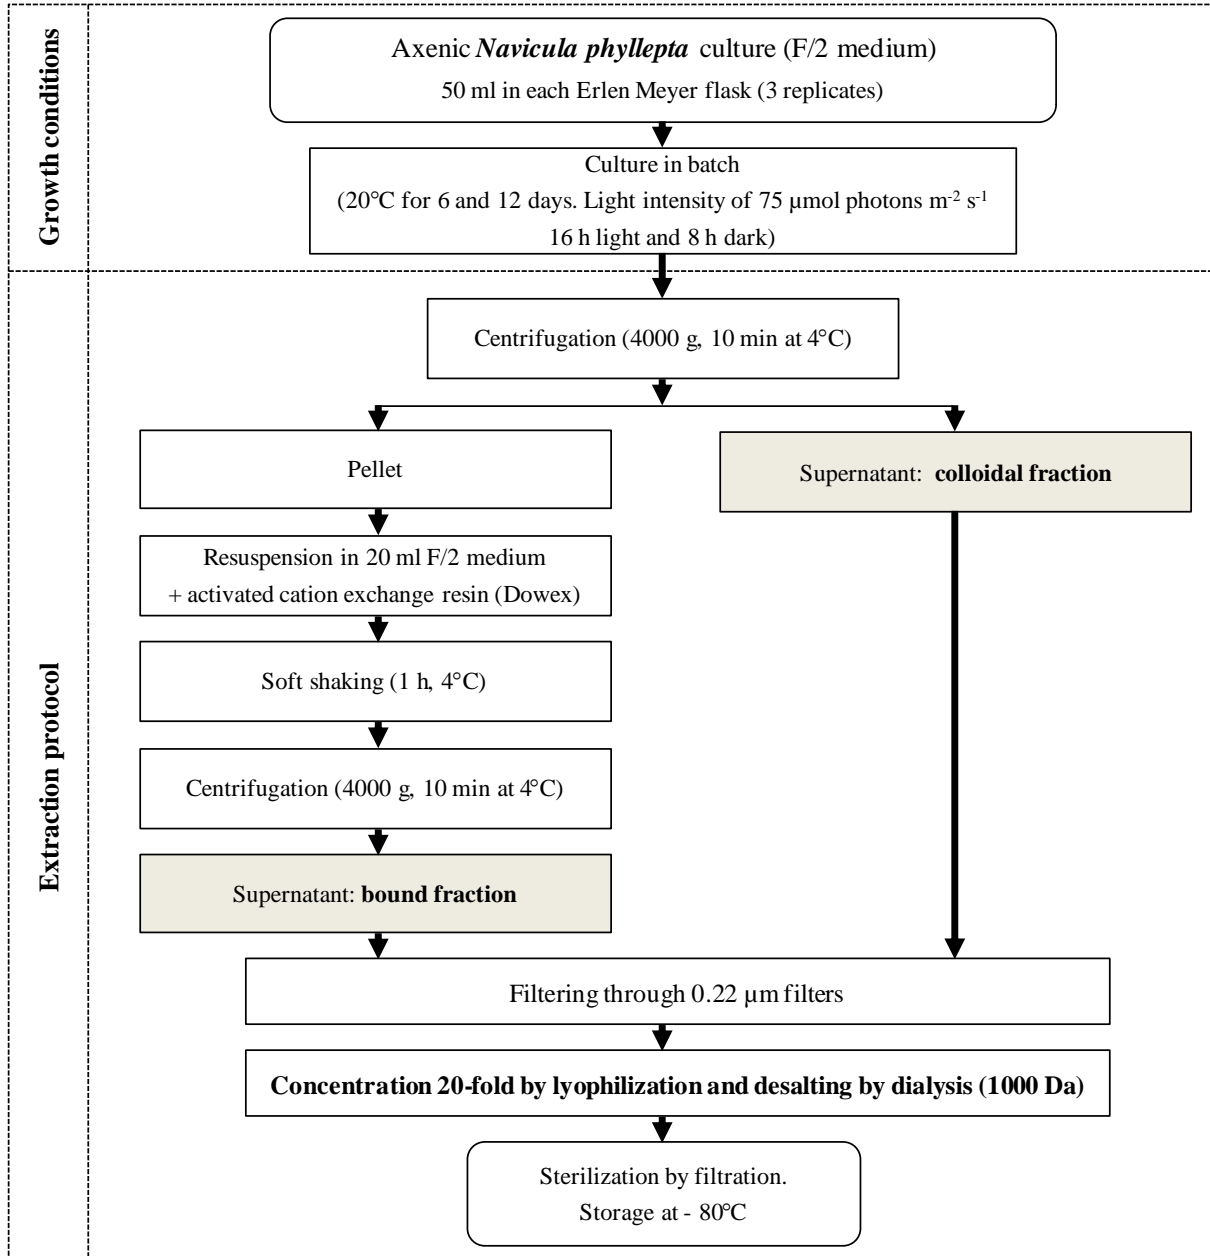 Growth conditions
Axenic Navicula phyllepta culture (F/2 medium)
50 ml in each Erlen Meyer flask (3 replicates)
Culture in batch
(20°C for 6 and 12 days. Light intensity of 75 µmol photons m-2 s-1
16 h light and 8 h dark)
Extraction protocol
Centrifugation (4000 g, 10 min at 4°C)
Pellet
Supernatant: colloidal fraction
Resuspension in 20 ml F/2 medium
+ activated cation exchange resin (Dowex)
Soft shaking (1 h, 4°C)
Centrifugation (4000 g, 10 min at 4°C)
Supernatant: bound fraction
Filtering through 0.22 µm filters
Concentration 20-fold by lyophilization and desalting by dialysis (1000 Da)
Sterilization by filtration.
Storage at - 80°C